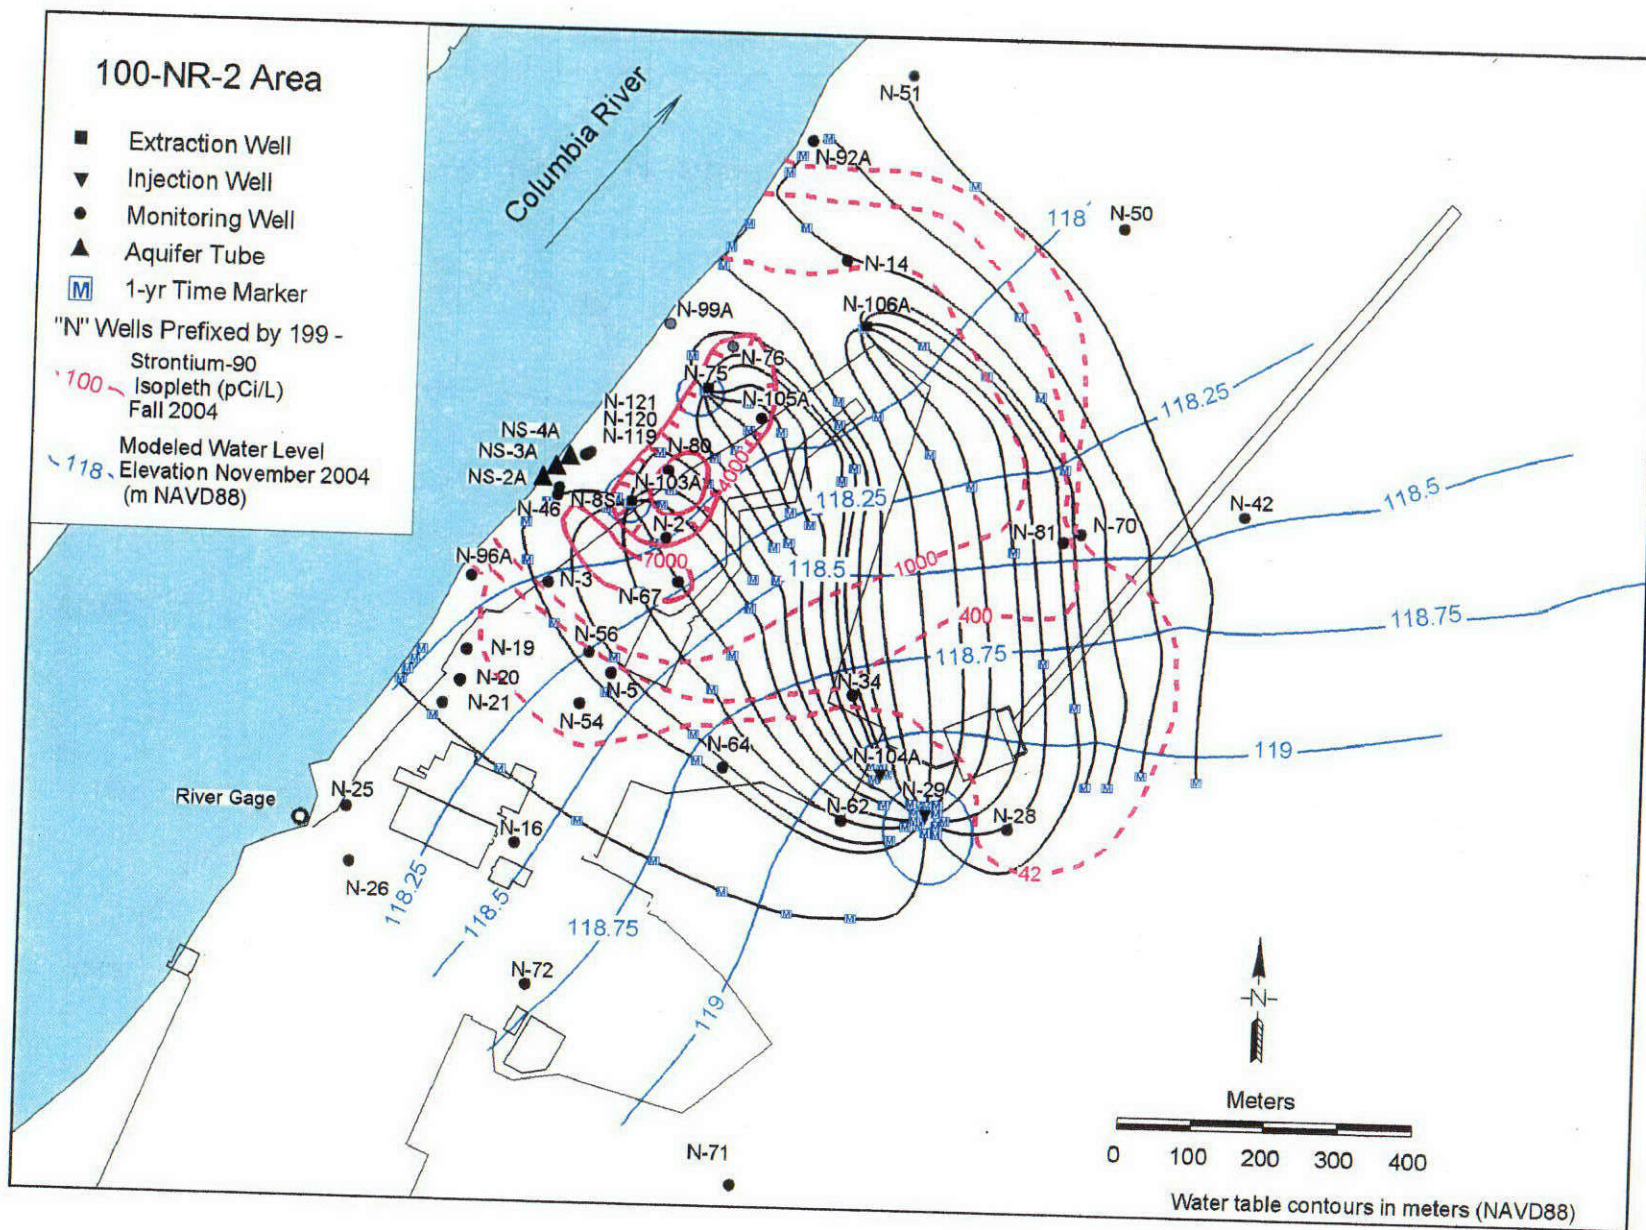 100-NR-2 Area
Extraction Well
Injection Well
Monitoring Well
Aquifer Tube
M 1-yr Time Marker
"N" Wells Prefixed by 199 -
100 Strontium-90
Isopleth (pCi/L)
Fall 2004
118 Modeled Water Level
Elevation November 2004
(m NAVD88)
Columbia River
N-51
N-92A
118
N-50
N-14
N-99A
N-106A
N-76
N-75
N-121
N-105A
N-120
118.25
NS-4A
N-119
NS-3A
N-80
4000
NS-2A
N-103A
118.25
118.5
N-46
N-8S
N-42
N-2
N-81
N-70
N-96A
7000
118.5
1000
N-3
N-67
400
118.75
N-56
N-19
118.75
N-20
N-5
N-34
N-21
N-54
N-64
119
N-104A
N-25
River Gage
N-29
N-62
N-28
N-16
42
N-26
118.25
118.5
118.75
N-72
119
N
N-71
Meters
0 100 200 300 400
Water table contours in meters (NAVD88)